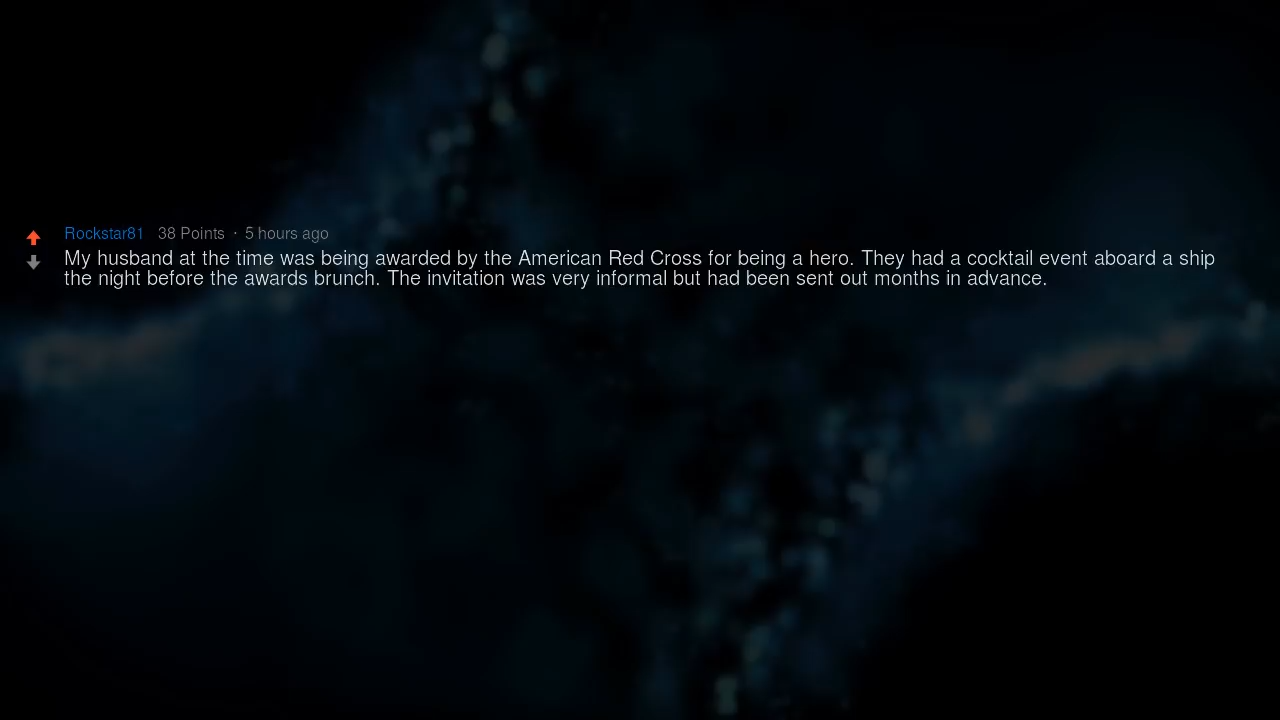 Rockstar81 38 Points · 5 hours ago
My husband at the time was being awarded by the American Red Cross for being a hero. They had a cocktail event aboard a ship
the night before the awards brunch. The invitation was very informal but had been sent out months in advance.